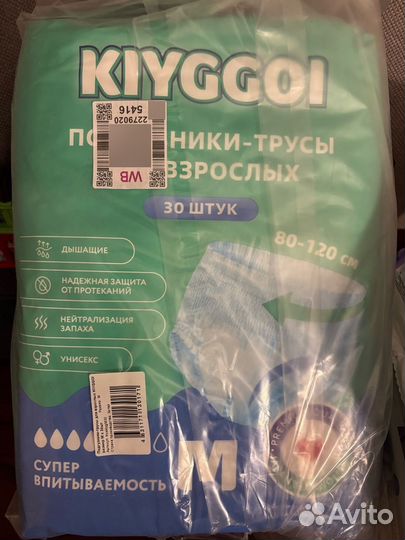 KIYGGOI
2279020
5416
WB
НИКИ-ТРУСЫ
ВЗРОСЛЫХ
30 ШТУК
80-120 СМ
ДЫШАЩИЕ
НАДЕЖНАЯ ЗАЩИТА
ОТ ПРОТЕКАНИЙ
НЕЙТРАЛИЗАЦИЯ
ЗАПАХА
УНИСЕКС
СУПЕР
ВПИТЫВАЕМОСТЬ
M
Avito